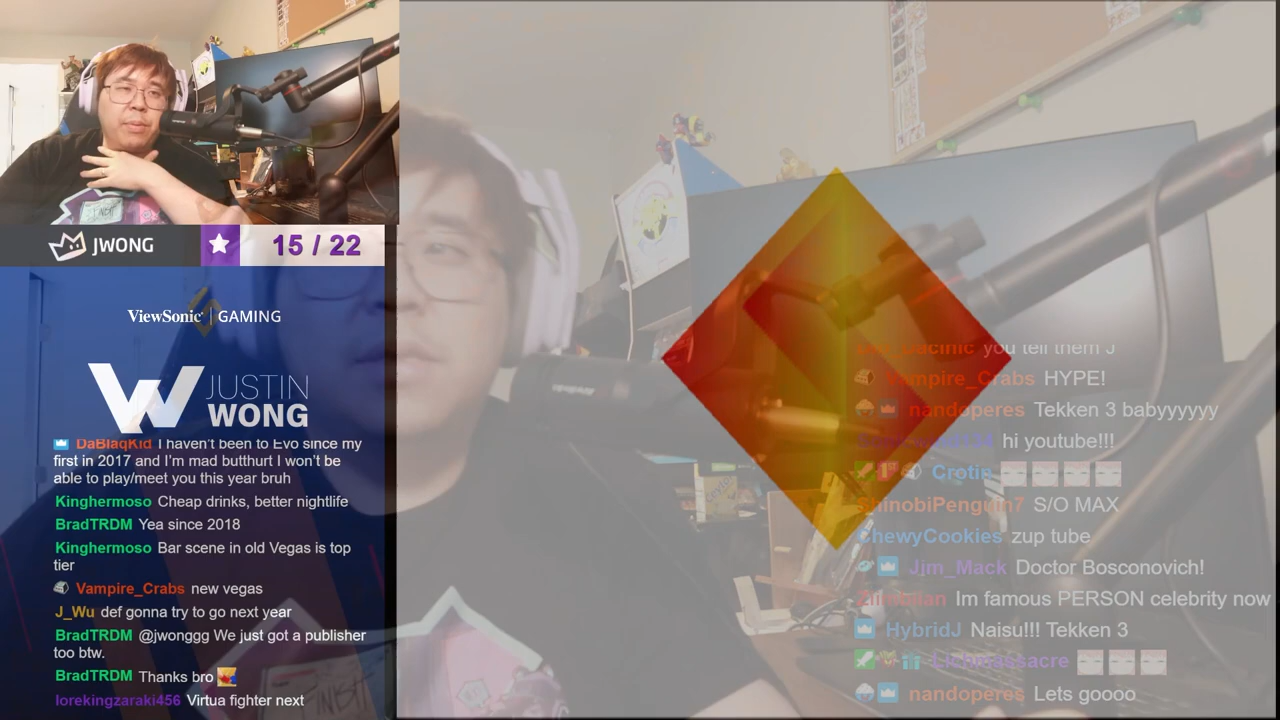 JWONG
15 / 22
ViewSonic | GAMING
JUSTIN
WONG
DaBlaqKid I haven't been to Evo since my
first in 2017 and I'm mad butthurt I won't be
able to play/meet you this year bruh
Kinghermoso Cheap drinks, better nightlife
BradTRDM Yea since 2018
Kinghermoso Bar scene in old Vegas is top
tier
Vampire_Crabs new vegas
J_Wu def gonna try to go next year
BradTRDM @jwonggg We just got a publisher
too btw.
BradTRDM Thanks bro
lorekingzaraki456 Virtua fighter next
you tell them J
Vampire_Crabs HYPE!
nandoperes Tekken 3 babyyyyyy
hi youtube!!!
Crotin
ShinobiPenguin7 S/O MAX
ChewyCookies zup tube
Jim_Mack Doctor Bosconovich!
Im famous PERSON celebrity now
HybridJ Naisu!!! Tekken 3
Lichmassacre
nandoperes Lets goooo